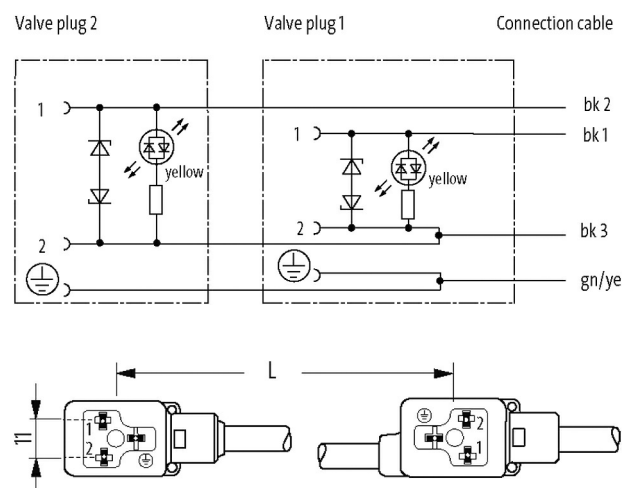 Valve plug 2 Valve plug 1 Connection cable
1 bk 2
1 bk 1
yellow yellow
2 bk 3
2
gn/ye
L
11
1 2
2 1